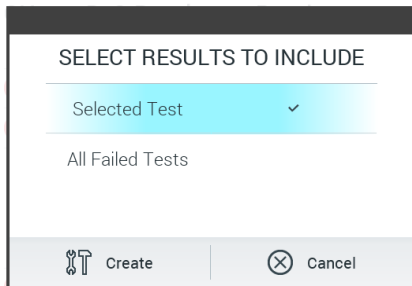 SELECT RESULTS TO INCLUDE
Selected Test
All Failed Tests
Create
Cancel